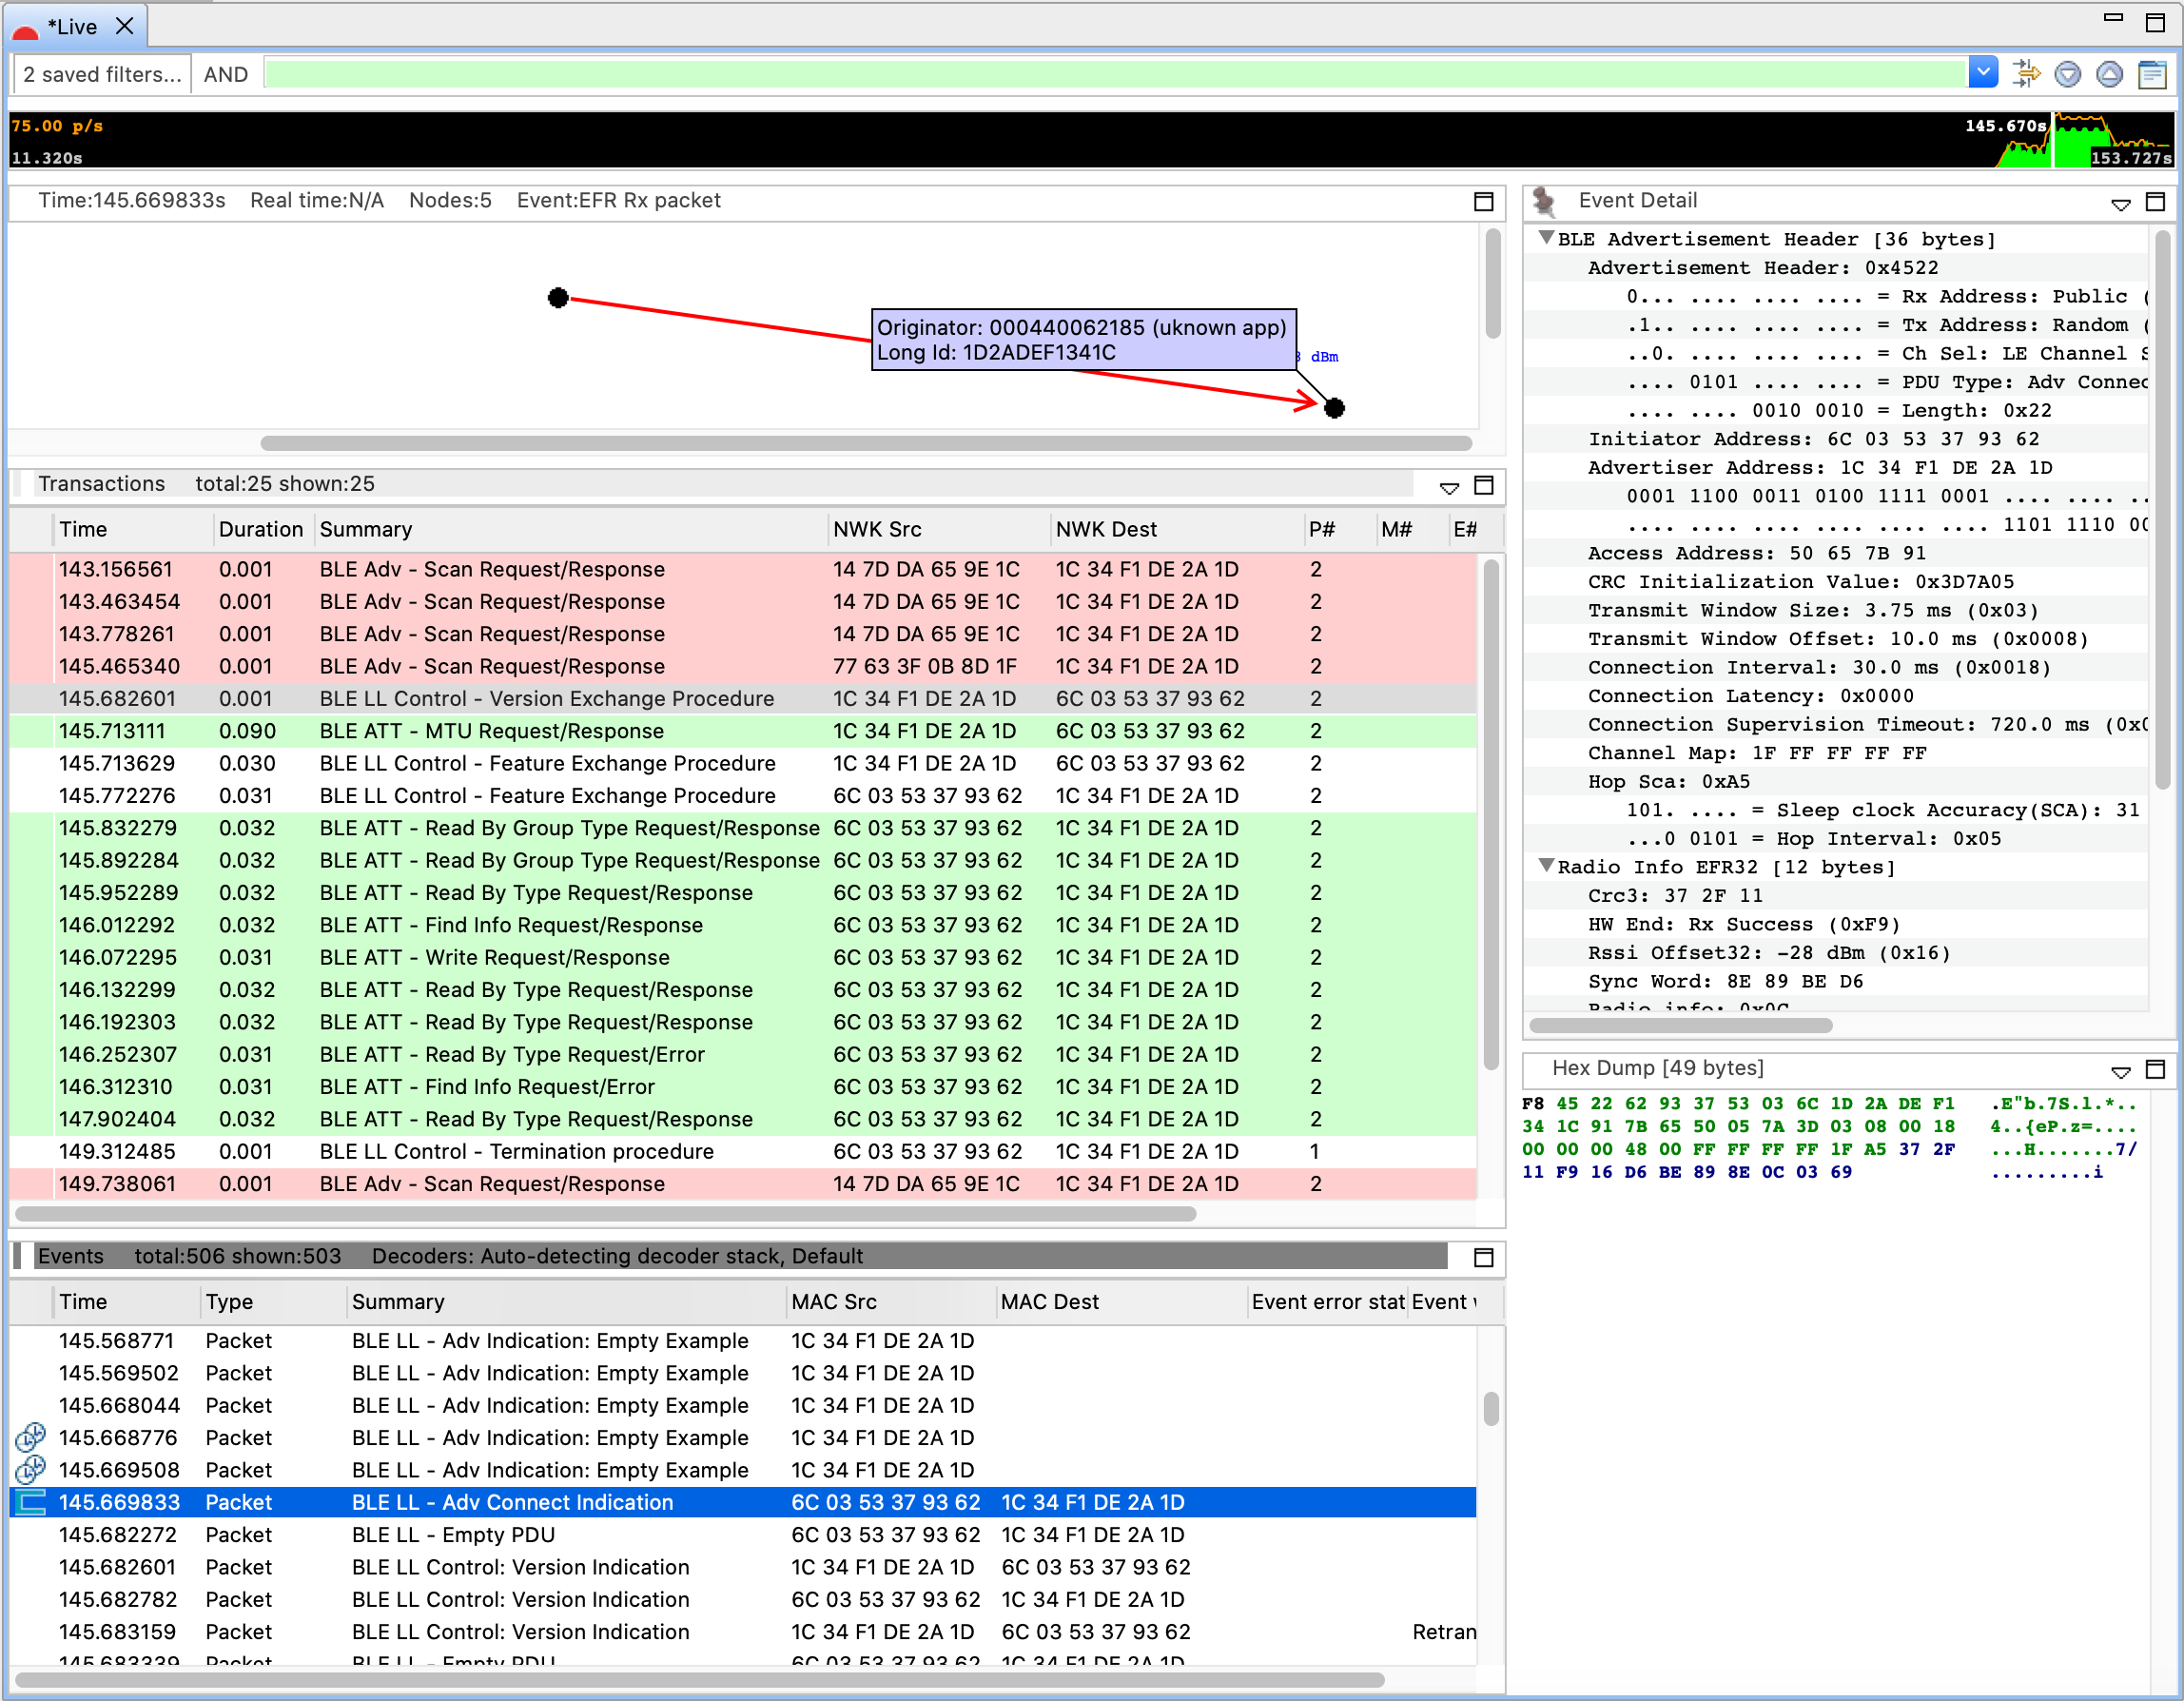 *Live
2 saved filters... AND
75.00 p/s
145.670s
11.320s
153.727s
Time:145.669833s Real time:N/A Nodes:5 Event:EFR Rx packet
Originator: 000440062185 (uknown app)
Long Id: 1D2ADEF1341C
dBm
Transactions total:25 shown:25
Time Duration Summary NWK Src NWK Dest P# M# E#
143.156561 0.001 BLE Adv - Scan Request/Response 14 7D DA 65 9E 1C 1C 34 F1 DE 2A 1D 2
143.463454 0.001 BLE Adv - Scan Request/Response 14 7D DA 65 9E 1C 1C 34 F1 DE 2A 1D 2
143.778261 0.001 BLE Adv - Scan Request/Response 14 7D DA 65 9E 1C 1C 34 F1 DE 2A 1D 2
145.465340 0.001 BLE Adv - Scan Request/Response 77 63 3F 0B 8D 1F 1C 34 F1 DE 2A 1D 2
145.682601 0.001 BLE LL Control - Version Exchange Procedure 1C 34 F1 DE 2A 1D 6C 03 53 37 93 62 2
145.713111 0.090 BLE ATT - MTU Request/Response 1C 34 F1 DE 2A 1D 6C 03 53 37 93 62 2
145.713629 0.030 BLE LL Control - Feature Exchange Procedure 1C 34 F1 DE 2A 1D 6C 03 53 37 93 62 2
145.772276 0.031 BLE LL Control - Feature Exchange Procedure 6C 03 53 37 93 62 1C 34 F1 DE 2A 1D 2
145.832279 0.032 BLE ATT - Read By Group Type Request/Response 6C 03 53 37 93 62 1C 34 F1 DE 2A 1D 2
145.892284 0.032 BLE ATT - Read By Group Type Request/Response 6C 03 53 37 93 62 1C 34 F1 DE 2A 1D 2
145.952289 0.032 BLE ATT - Read By Type Request/Response 6C 03 53 37 93 62 1C 34 F1 DE 2A 1D 2
146.012292 0.032 BLE ATT - Find Info Request/Response 6C 03 53 37 93 62 1C 34 F1 DE 2A 1D 2
146.072295 0.031 BLE ATT - Write Request/Response 6C 03 53 37 93 62 1C 34 F1 DE 2A 1D 2
146.132299 0.032 BLE ATT - Read By Type Request/Response 6C 03 53 37 93 62 1C 34 F1 DE 2A 1D 2
146.192303 0.032 BLE ATT - Read By Type Request/Response 6C 03 53 37 93 62 1C 34 F1 DE 2A 1D 2
146.252307 0.031 BLE ATT - Read By Type Request/Error 6C 03 53 37 93 62 1C 34 F1 DE 2A 1D 2
146.312310 0.031 BLE ATT - Find Info Request/Error 6C 03 53 37 93 62 1C 34 F1 DE 2A 1D 2
147.902404 0.032 BLE ATT - Read By Type Request/Response 6C 03 53 37 93 62 1C 34 F1 DE 2A 1D 2
149.312485 0.001 BLE LL Control - Termination procedure 6C 03 53 37 93 62 1C 34 F1 DE 2A 1D 1
149.738061 0.001 BLE Adv - Scan Request/Response 14 7D DA 65 9E 1C 1C 34 F1 DE 2A 1D 2
Events total:506 shown:503 Decoders: Auto-detecting decoder stack, Default
Time Type Summary MAC Src MAC Dest Event error stat Event
145.568771 Packet BLE LL - Adv Indication: Empty Example 1C 34 F1 DE 2A 1D
145.569502 Packet BLE LL - Adv Indication: Empty Example 1C 34 F1 DE 2A 1D
145.668044 Packet BLE LL - Adv Indication: Empty Example 1C 34 F1 DE 2A 1D
145.668776 Packet BLE LL - Adv Indication: Empty Example 1C 34 F1 DE 2A 1D
145.669508 Packet BLE LL - Adv Indication: Empty Example 1C 34 F1 DE 2A 1D
145.669833 Packet BLE LL - Adv Connect Indication 6C 03 53 37 93 62 1C 34 F1 DE 2A 1D
145.682272 Packet BLE LL - Empty PDU 6C 03 53 37 93 62 1C 34 F1 DE 2A 1D
145.682601 Packet BLE LL Control: Version Indication 1C 34 F1 DE 2A 1D 6C 03 53 37 93 62
145.682782 Packet BLE LL Control: Version Indication 6C 03 53 37 93 62 1C 34 F1 DE 2A 1D
145.683159 Packet BLE LL Control: Version Indication 1C 34 F1 DE 2A 1D 6C 03 53 37 93 62 Retran
145.683339 Packet BLE LL - Empty PDU 6C 03 53 37 93 62 1C 34 F1 DE 2A 1D
Event Detail
BLE Advertisement Header [36 bytes]
Advertisement Header: 0x4522
0... .... .... .... = Rx Address: Public (
.1.. .... .... .... = Tx Address: Random (
..0. .... .... .... = Ch Sel: LE Channel S
.... 0101 .... .... = PDU Type: Adv Connec
.... .... 0010 0010 = Length: 0x22
Initiator Address: 6C 03 53 37 93 62
Advertiser Address: 1C 34 F1 DE 2A 1D
0001 1100 0011 0100 1111 0001 .... .... ..
.... .... .... .... .... .... 1101 1110 00
Access Address: 50 65 7B 91
CRC Initialization Value: 0x3D7A05
Transmit Window Size: 3.75 ms (0x03)
Transmit Window Offset: 10.0 ms (0x0008)
Connection Interval: 30.0 ms (0x0018)
Connection Latency: 0x0000
Connection Supervision Timeout: 720.0 ms (0x0
Channel Map: 1F FF FF FF FF
Hop Sca: 0xA5
101. .... = Sleep clock Accuracy(SCA): 31
...0 0101 = Hop Interval: 0x05
Radio Info EFR32 [12 bytes]
Crc3: 37 2F 11
HW End: Rx Success (0xF9)
Rssi Offset32: -28 dBm (0x16)
Sync Word: 8E 89 BE D6
Radio info: 0x0C
Hex Dump [49 bytes]
F8 45 22 62 93 37 53 03 6C 1D 2A DE F1 .E"b.7S.l.*..
34 1C 91 7B 65 50 05 7A 3D 03 08 00 18 4..{eP.z=....
00 00 00 48 00 FF FF FF FF 1F A5 37 2F ...H.......7/
11 F9 16 D6 BE 89 8E 0C 03 69 .........i